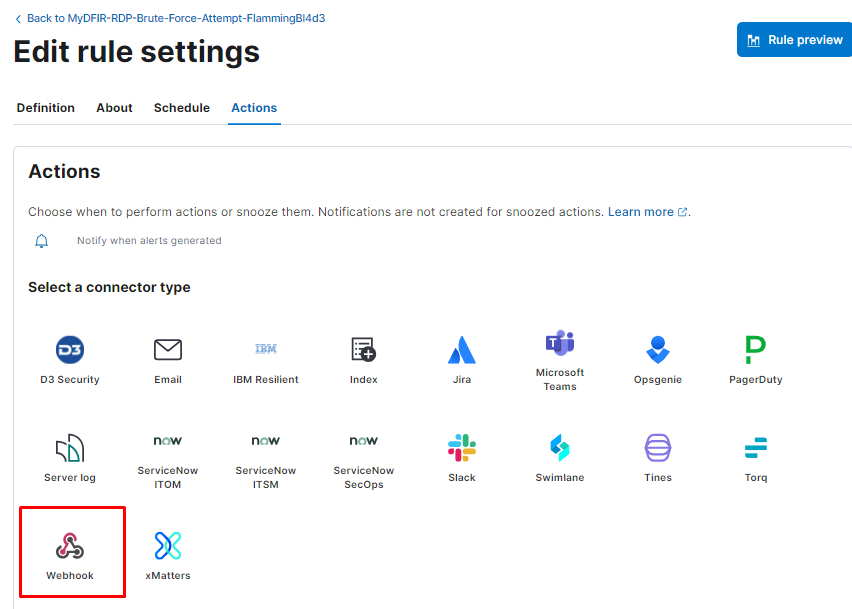 Back to MyDFIR-RDP-Brute-Force-Attempt-FlammingBl4d3
Edit rule settings
Rule preview
Definition About Schedule Actions
Actions
Choose when to perform actions or snooze them. Notifications are not created for snoozed actions. Learn more.
Notify when alerts generated
Select a connector type
D3
IBM
T
D3 Security
Email
IBM Resilient
Index
Jira
Microsoft
Teams
Opsgenie
PagerDuty
now
now
now
Server log
ServiceNow
ITOM
ServiceNow
ITSM
ServiceNow
SecOps
Slack
Swimlane
Tines
Torq
Webhook
xMatters